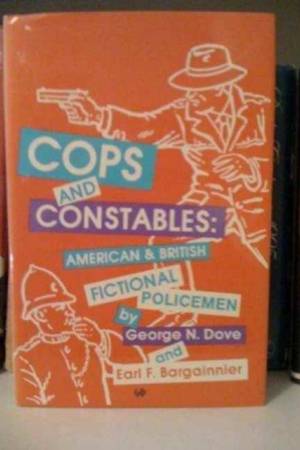 COPS
AND
CONSTABLES:
AMERICAN & BRITISH
FICTIONAL
POLICEMEN
by
George N. Dove
and
Earl F. Bargainnier